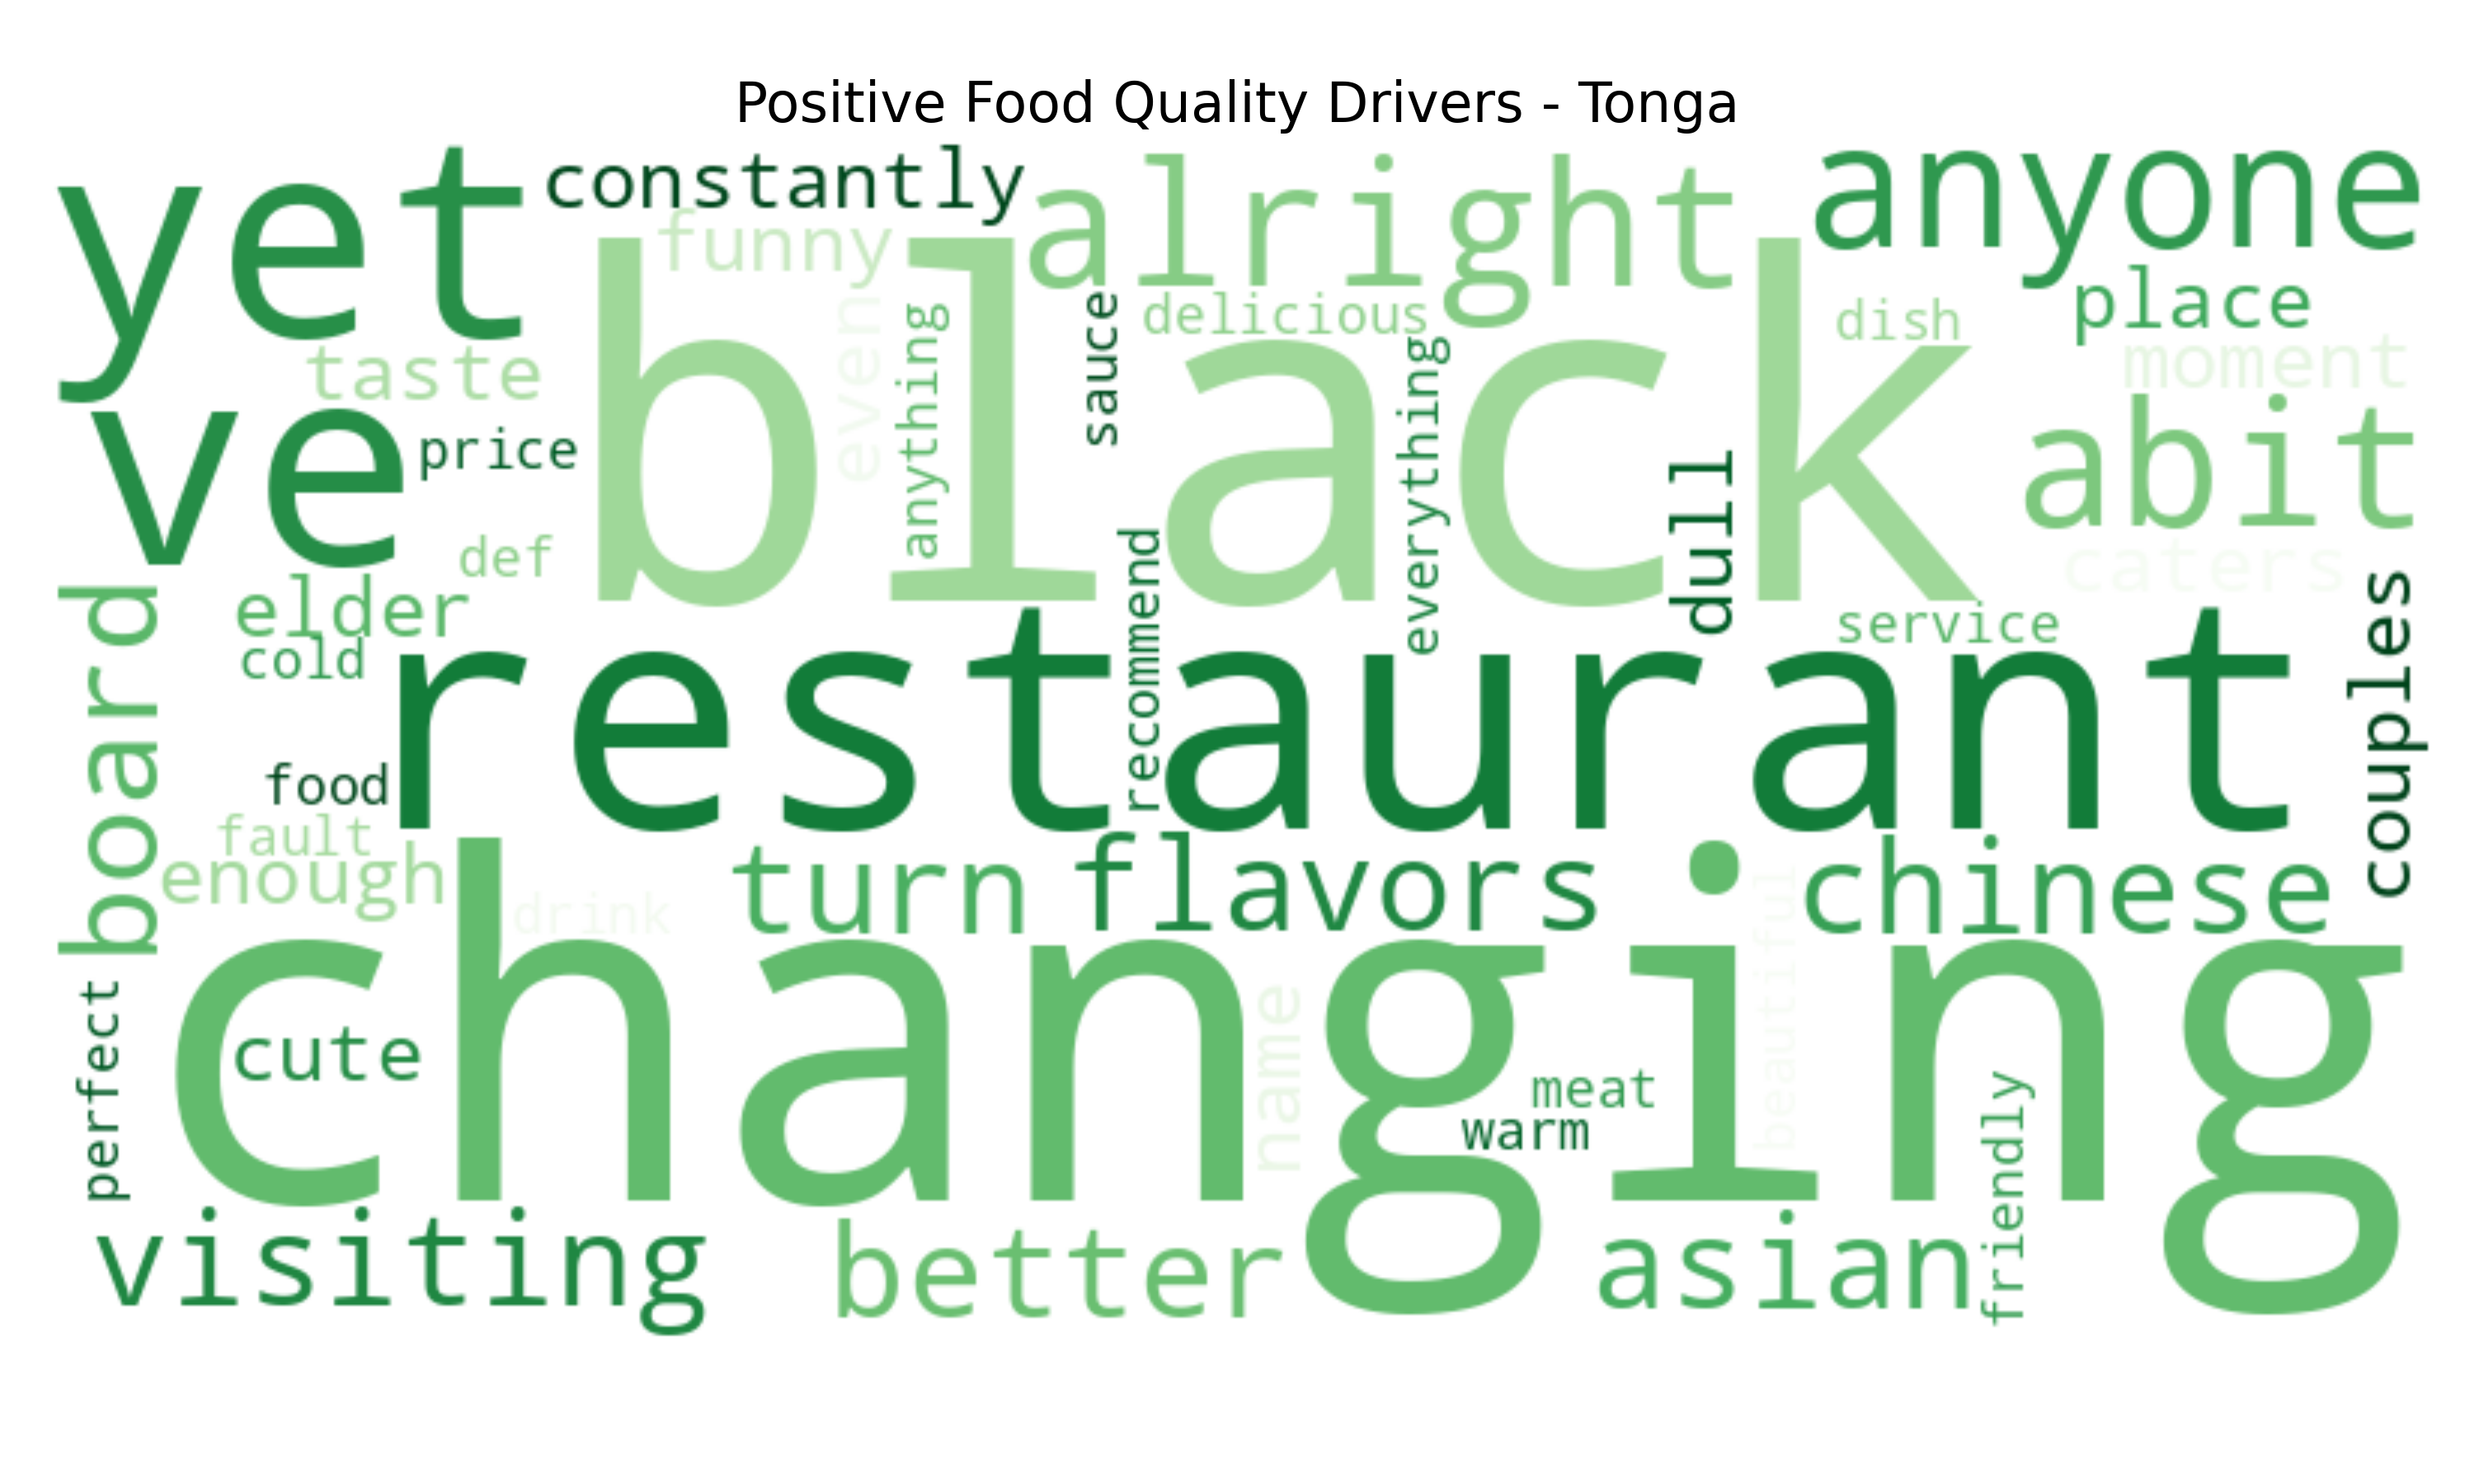 Positive Food Quality Drivers - Tonga
yet
constantly
alright
anyone
funny
place
delicious
dish
sauce
even
anything
everything
taste
moment
black
ve
price
abit
dull
def
recommend
caters
elder
cold
service
couples
board
restaurant
food
fault
enough
turn
flavors
chinese
drink
beautiful
changing
perfect
cute
name
meat
warm
friendly
visiting
better
asian